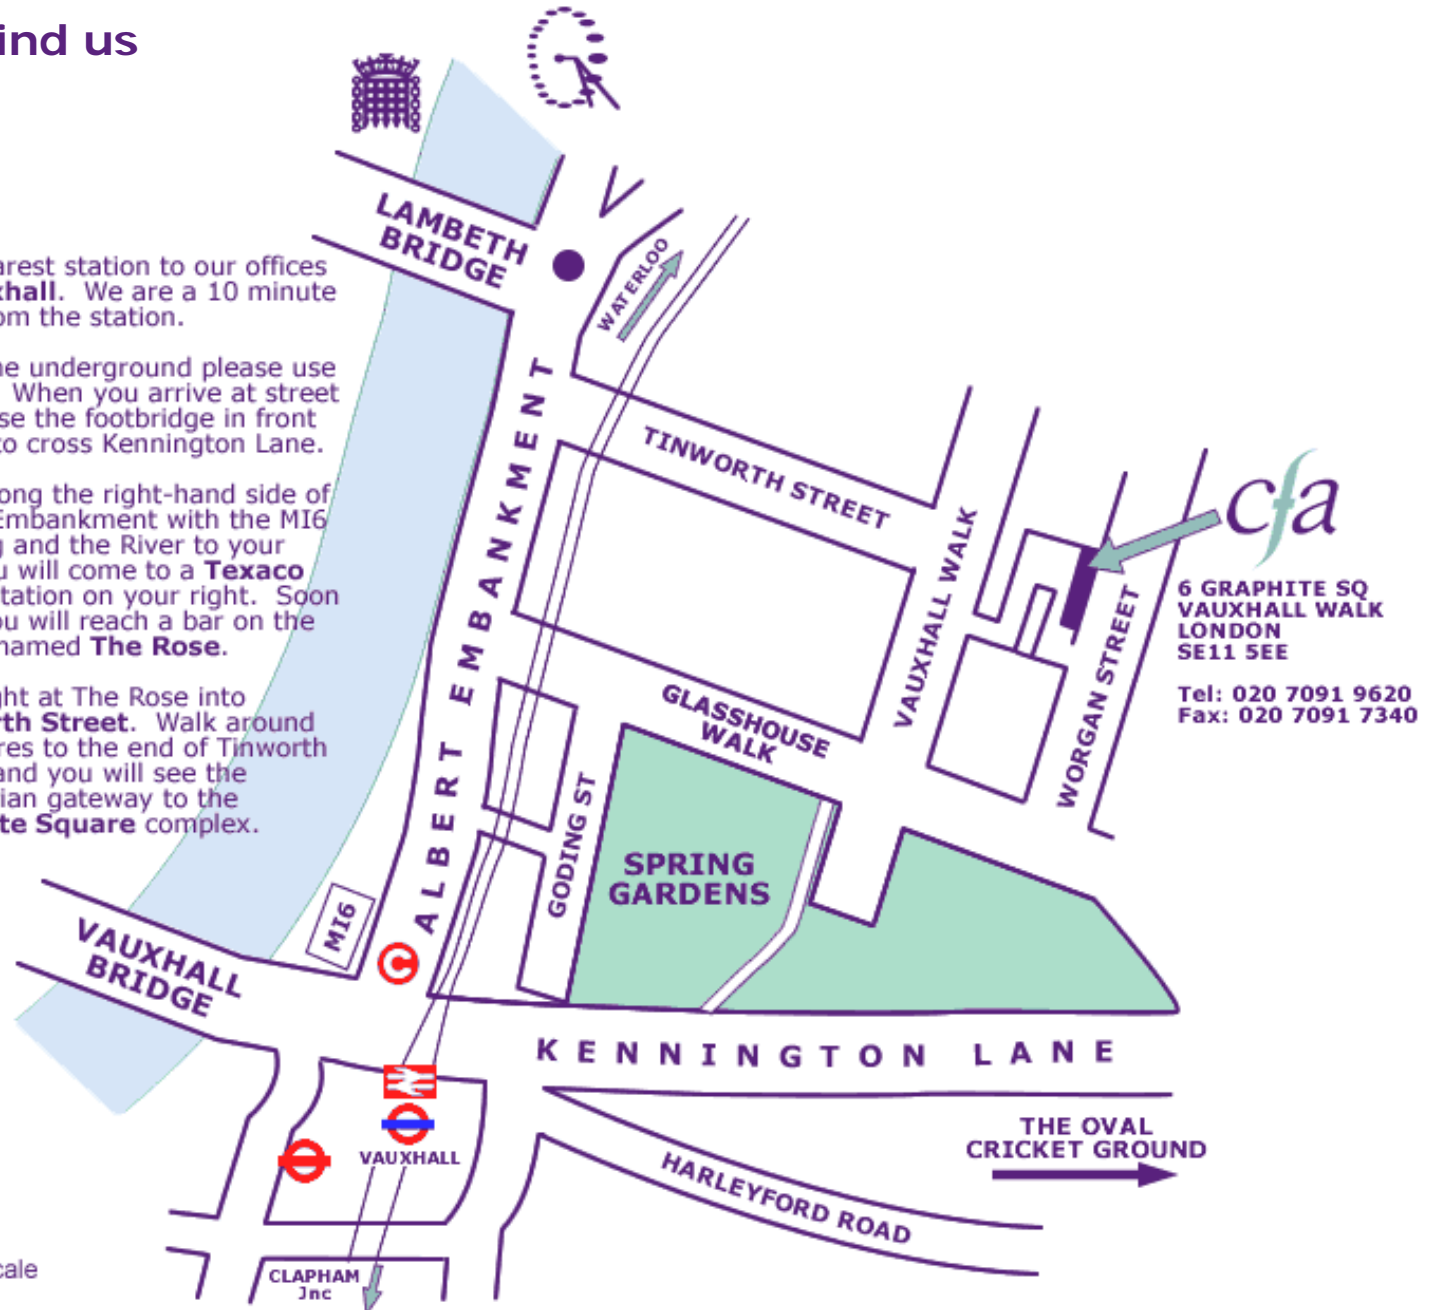 ind us
arest station to our offices
xhall. We are a 10 minute
om the station.
ne underground please use
When you arrive at street
se the footbridge in front
to cross Kennington Lane.
ong the right-hand side of
Embankment with the MI6
g and the River to your
u will come to a Texaco
tation on your right. Soon
ou will reach a bar on the
named The Rose.
ght at The Rose into
rth Street. Walk around
res to the end of Tinworth
and you will see the
ian gateway to the
te Square complex.
cale
LAMBETH
BRIDGE
WATERLOO
TINWORTH STREET
ALBERT EMBANKMENT
VAUXHALL WALK
cfa
6 GRAPHITE SQ
VAUXHALL WALK
LONDON
SE11 5EE
Tel: 020 7091 9620
Fax: 020 7091 7340
WORGAN STREET
GLASSHOUSE
WALK
GODING ST
SPRING
GARDENS
MI6
C
VAUXHALL
BRIDGE
KENNINGTON LANE
VAUXHALL
THE OVAL
CRICKET GROUND
HARLEYFORD ROAD
CLAPHAM
Jnc